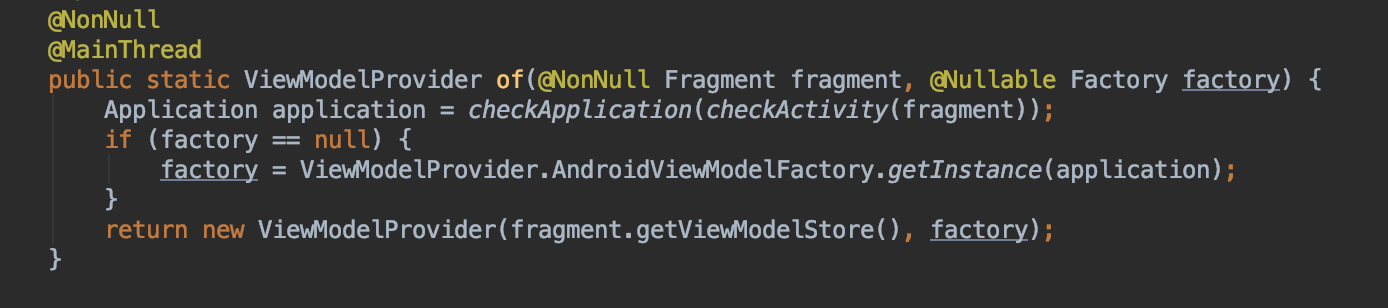 @NonNull
@MainThread
public static ViewModelProvider of(@NonNull Fragment fragment, @Nullable Factory factory) {
    Application application = checkApplication(checkActivity(fragment));
    if (factory == null) {
        factory = ViewModelProvider.AndroidViewModelFactory.getInstance(application);
    }
    return new ViewModelProvider(fragment.getViewModelStore(), factory);
}